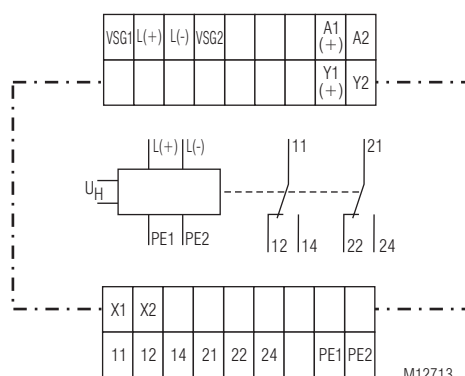 VSG1 L(+) L(-) VSG2 A1 (+) A2
Y1 (+) Y2
L(+) L(-) 11 21
UH
PE1 PE2 12 14 22 24
X1 X2
11 12 14 21 22 24 PE1 PE2
M12713